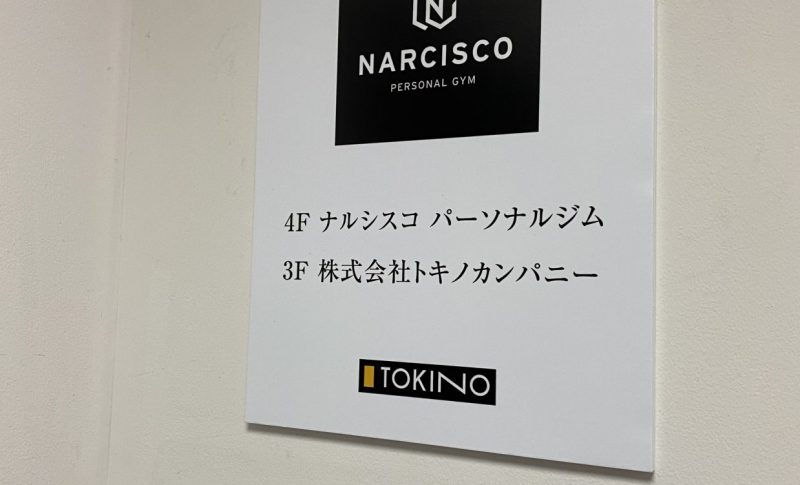 N
NARCISCO
PERSONAL GYM
4F ナルシスコ パーソナルジム
3F 株式会社トキノカンパニー
TOKINO